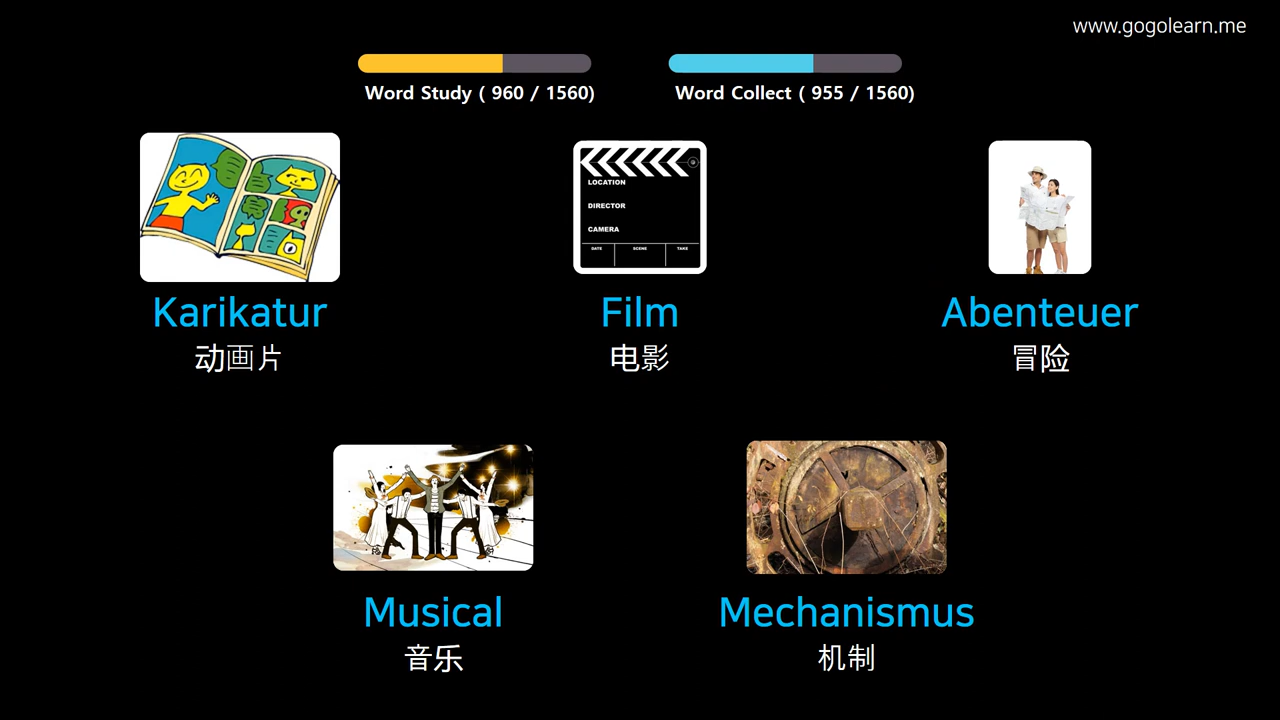 www.gogolearn.me
Word Study ( 960 / 1560)
Word Collect ( 955 / 1560)
LOCATION
DIRECTOR
CAMERA
DATE SCENE TAKE
Karikatur
动画片
Film
电影
Abenteuer
冒险
Musical
音乐
Mechanismus
机制